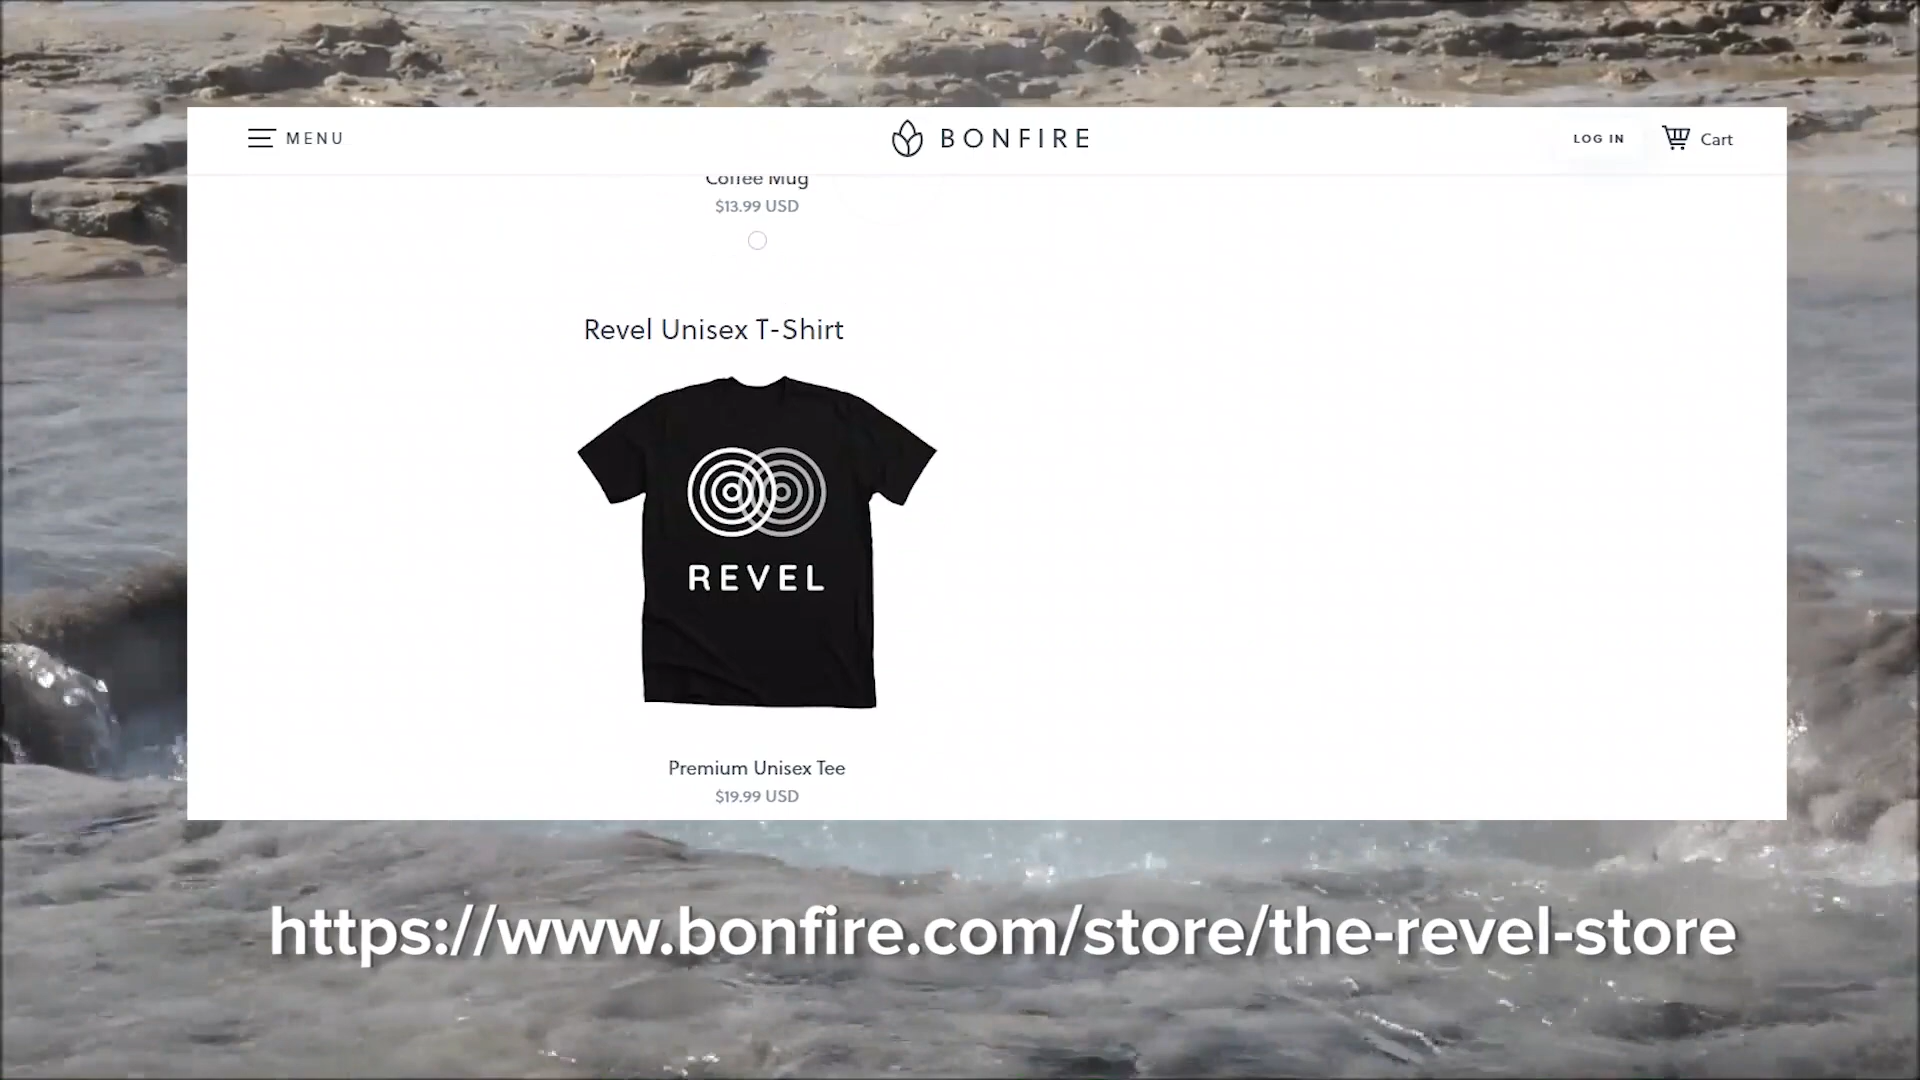 MENU
BONFIRE
LOG IN
Cart
Coffee Mug
$13.99 USD
Revel Unisex T-Shirt
REVEL
Premium Unisex Tee
$19.99 USD
https://www.bonfire.com/store/the-revel-store